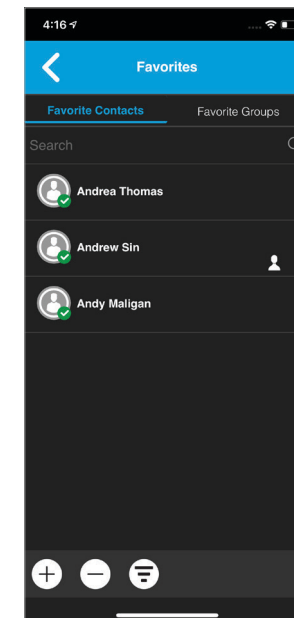 4:16
Favorites
Favorite Contacts
Favorite Groups
Search
Andrea Thomas
Andrew Sin
Andy Maligan